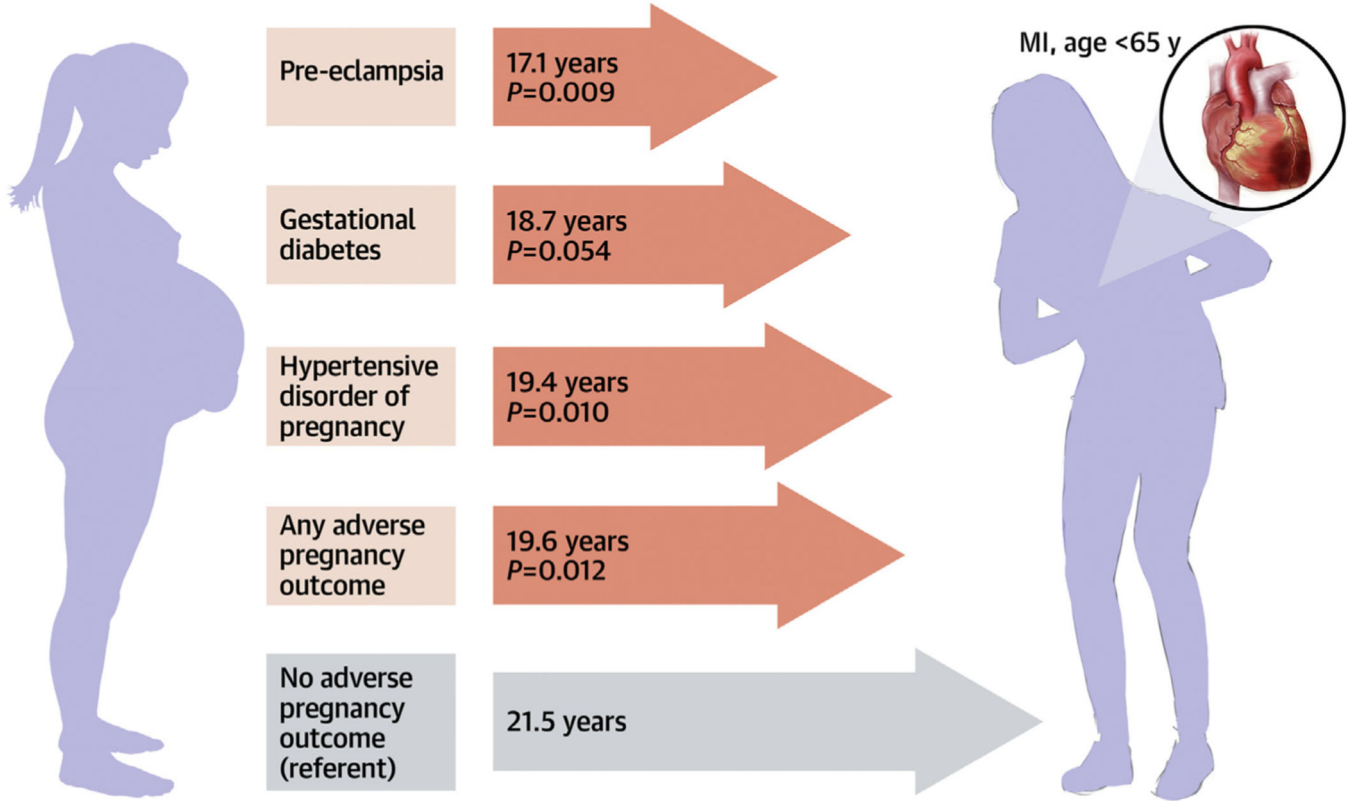 MI, age <65 y
Pre-eclampsia
17.1 years
P=0.009
Gestational
diabetes
18.7 years
P=0.054
Hypertensive
disorder of
pregnancy
19.4 years
P=0.010
Any adverse
pregnancy
outcome
19.6 years
P=0.012
No adverse
pregnancy
outcome
(referent)
21.5 years